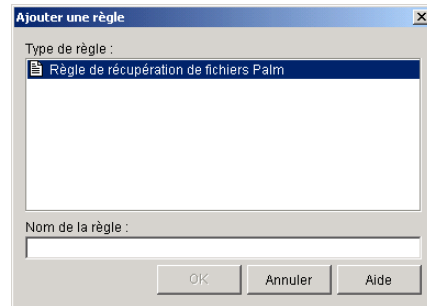 Ajouter une règle
Type de règle :
Règle de récupération de fichiers Palm
Nom de la règle :
OK Annuler Aide